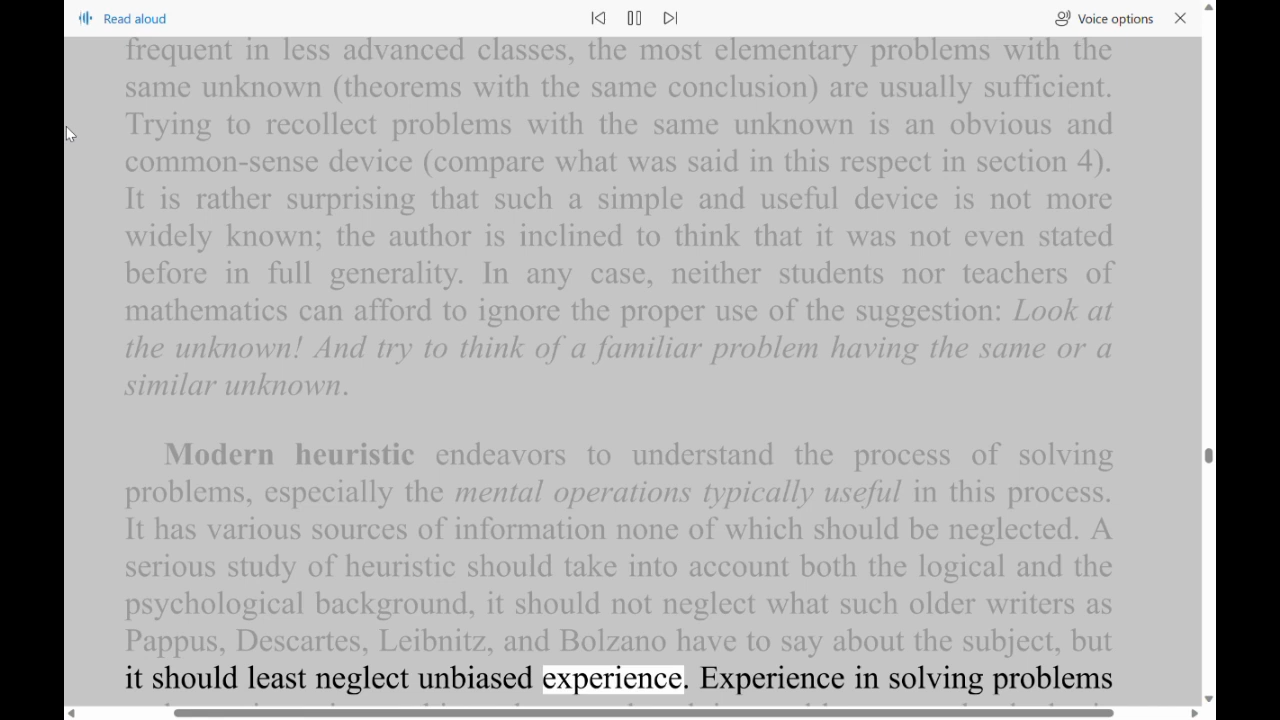 Read aloud
Voice options
frequent in less advanced classes, the most elementary problems with the
same unknown (theorems with the same conclusion) are usually sufficient.
Trying to recollect problems with the same unknown is an obvious and
common-sense device (compare what was said in this respect in section 4).
It is rather surprising that such a simple and useful device is not more
widely known; the author is inclined to think that it was not even stated
before in full generality. In any case, neither students nor teachers of
mathematics can afford to ignore the proper use of the suggestion: Look at
the unknown! And try to think of a familiar problem having the same or a
similar unknown.
Modern heuristic endeavors to understand the process of solving
problems, especially the mental operations typically useful in this process.
It has various sources of information none of which should be neglected. A
serious study of heuristic should take into account both the logical and the
psychological background, it should not neglect what such older writers as
Pappus, Descartes, Leibnitz, and Bolzano have to say about the subject, but
it should least neglect unbiased experience. Experience in solving problems